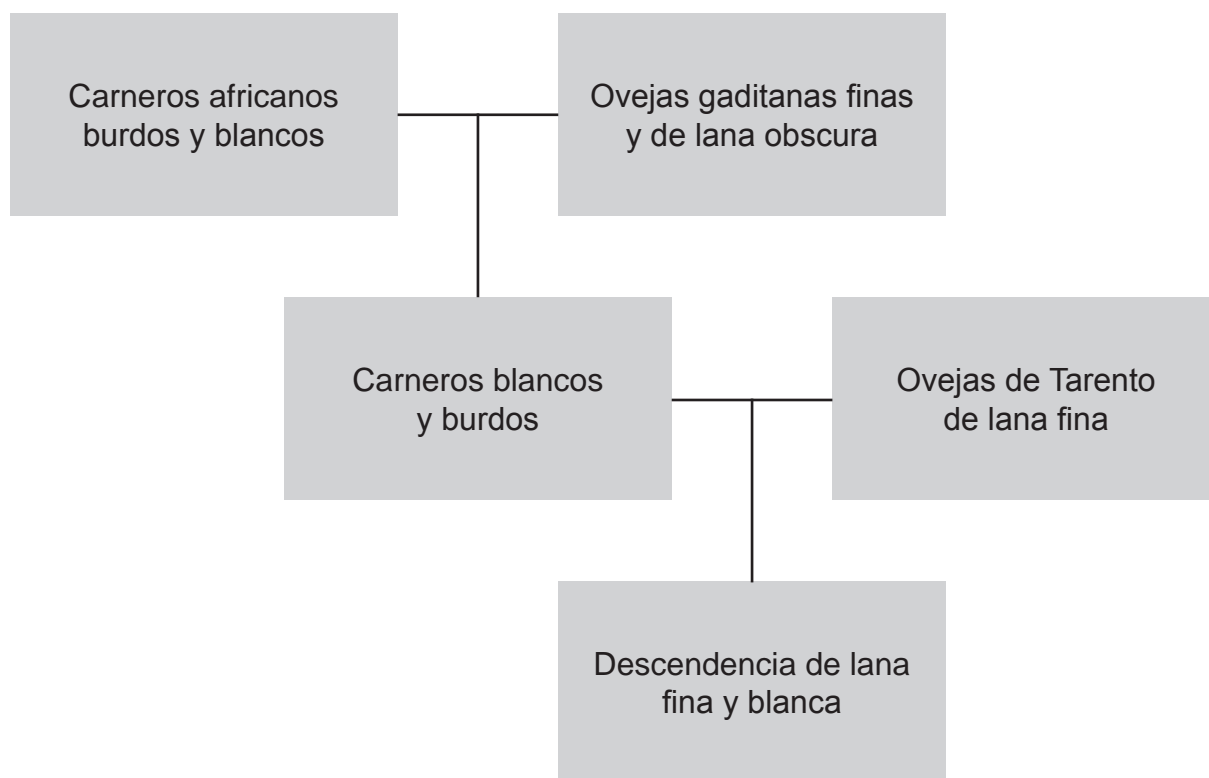 Carneros africanos
burdos y blancos
Ovejas gaditanas finas
y de lana obscura
Carneros blancos
y burdos
Ovejas de Tarento
de lana fina
Descendencia de lana
fina y blanca